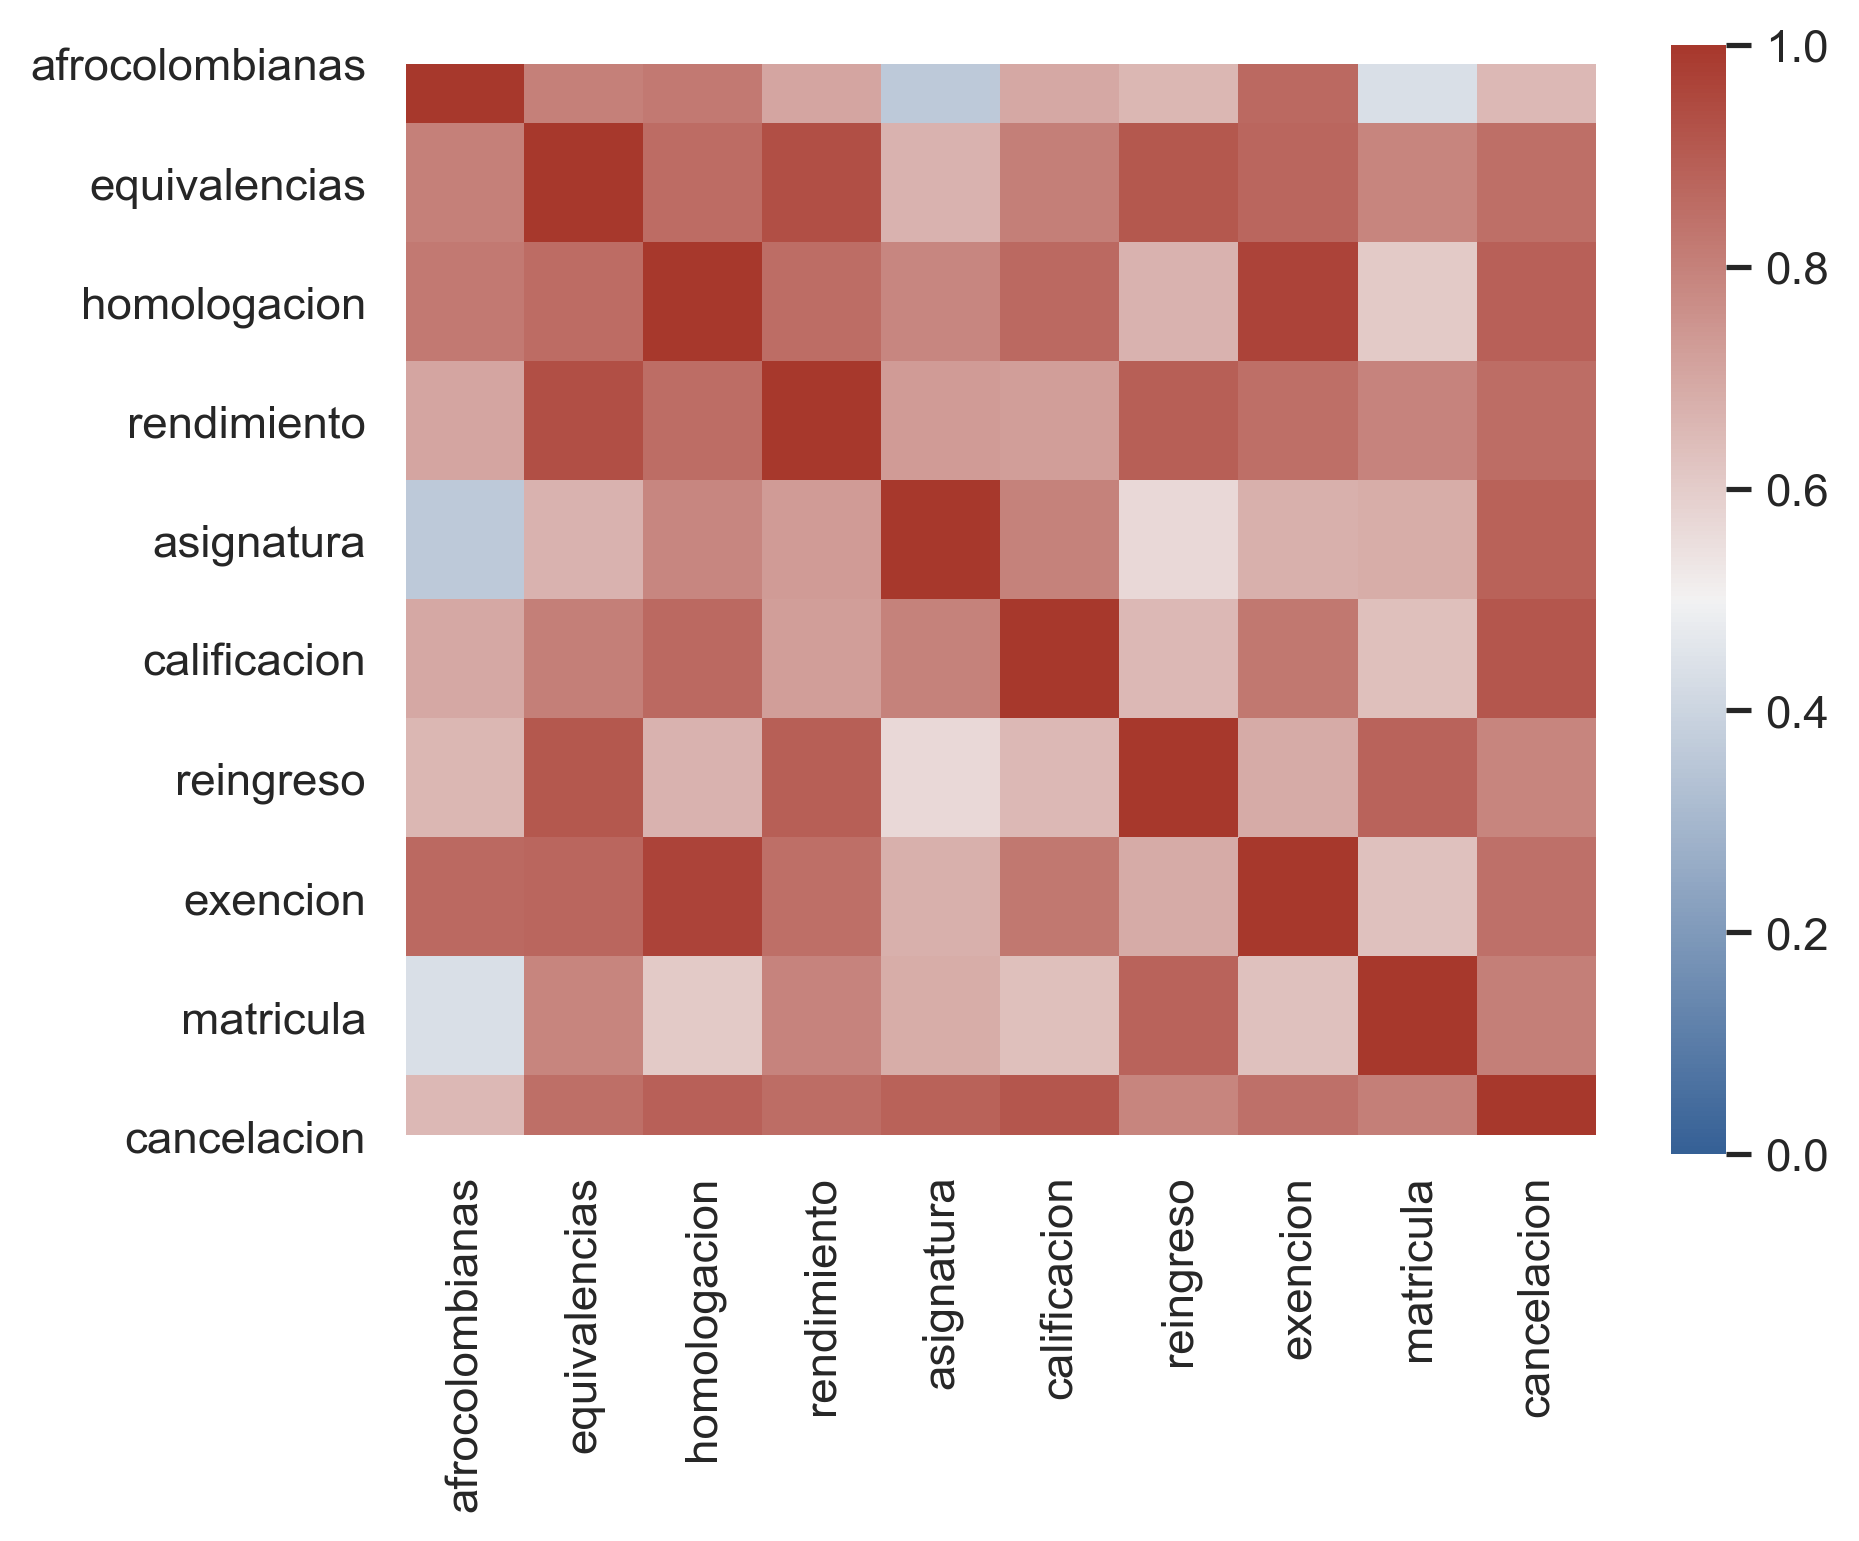 afrocolombianas
equivalencias
homologacion
rendimiento
asignatura
calificacion
reingreso
exencion
matricula
cancelacion
afrocolombianas
equivalencias
homologacion
rendimiento
asignatura
calificacion
reingreso
exencion
matricula
cancelacion
1.0
0.8
0.6
0.4
0.2
0.0